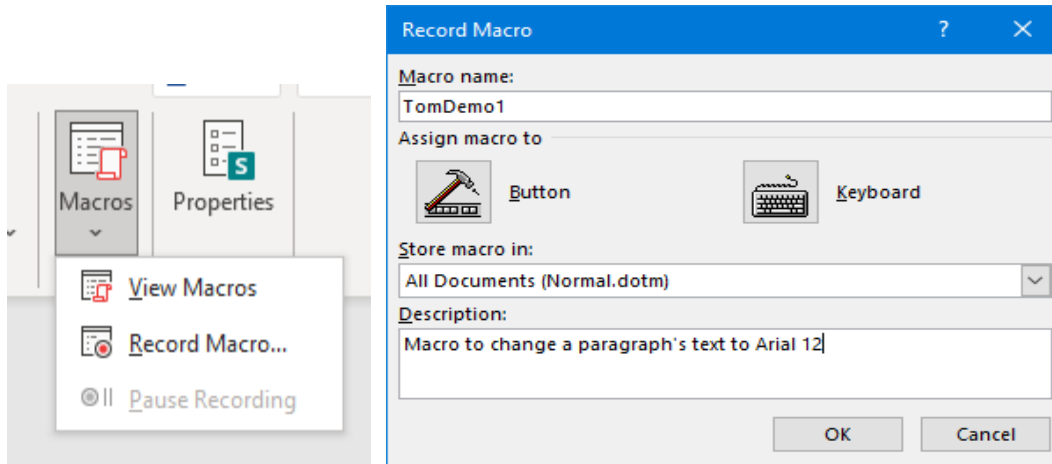 Macros
Properties
S
View Macros
Record Macro...
Pause Recording
Record Macro
?
Macro name:
TomDemo1
Assign macro to
Button
Keyboard
Store macro in:
All Documents (Normal.dotm)
Description:
Macro to change a paragraph's text to Arial 12
OK
Cancel